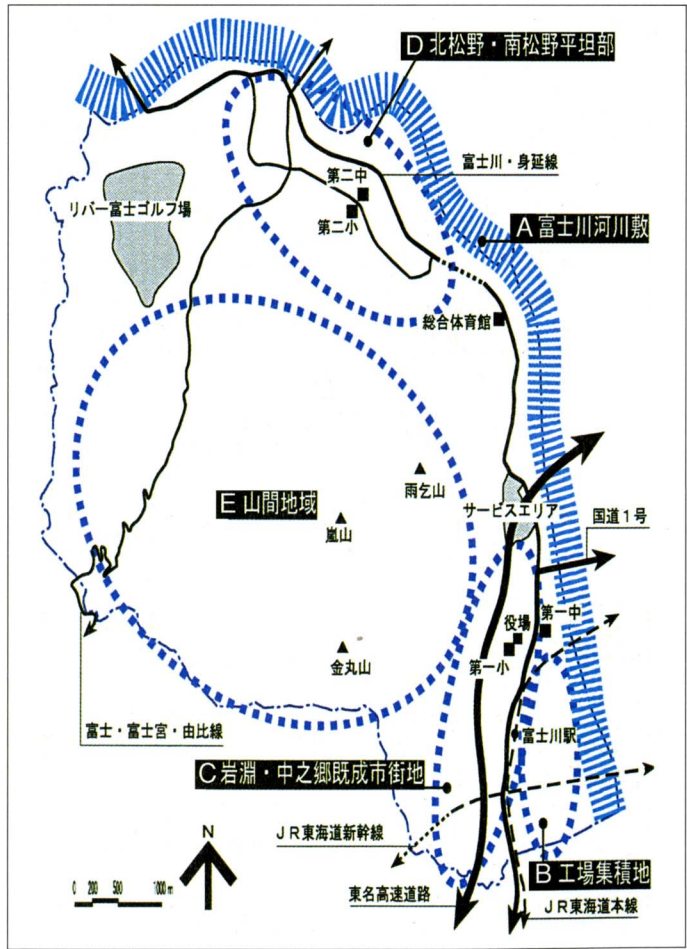 D 北松野・南松野平坦部
富士川・身延線
第二中
第二小
リバー富士ゴルフ場
A 富士川河川敷
総合体育館
雨乞山
サービスエリア
E 山間地域
国道1号
嵐山
役場
第一中
第一小
金丸山
富士川駅
富士・富士宮・由比線
C 岩淵・中之郷既成市街地
JR東海道新幹線
N
B 工場集積地
0 200 500 1000m
東名高速道路
JR東海道本線